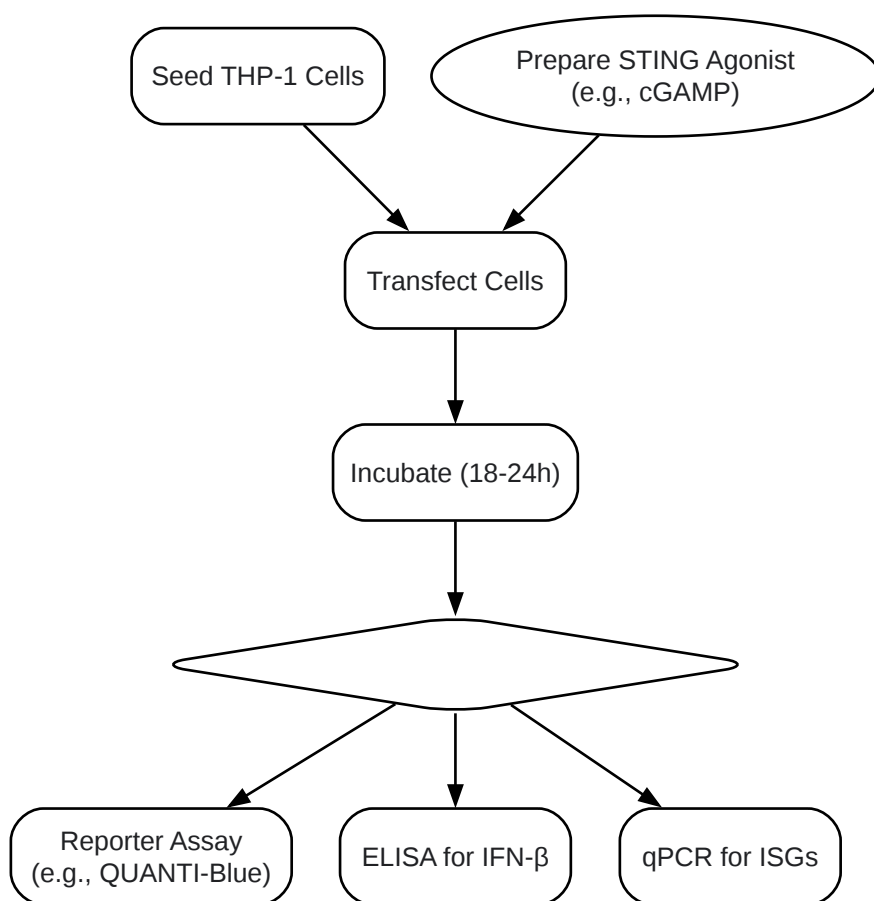 Seed THP-1 Cells
Prepare STING Agonist
(e.g., cGAMP)
Transfect Cells
Incubate (18-24h)
Reporter Assay
(e.g., QUANTI-Blue)
ELISA for IFN-β
qPCR for ISGs